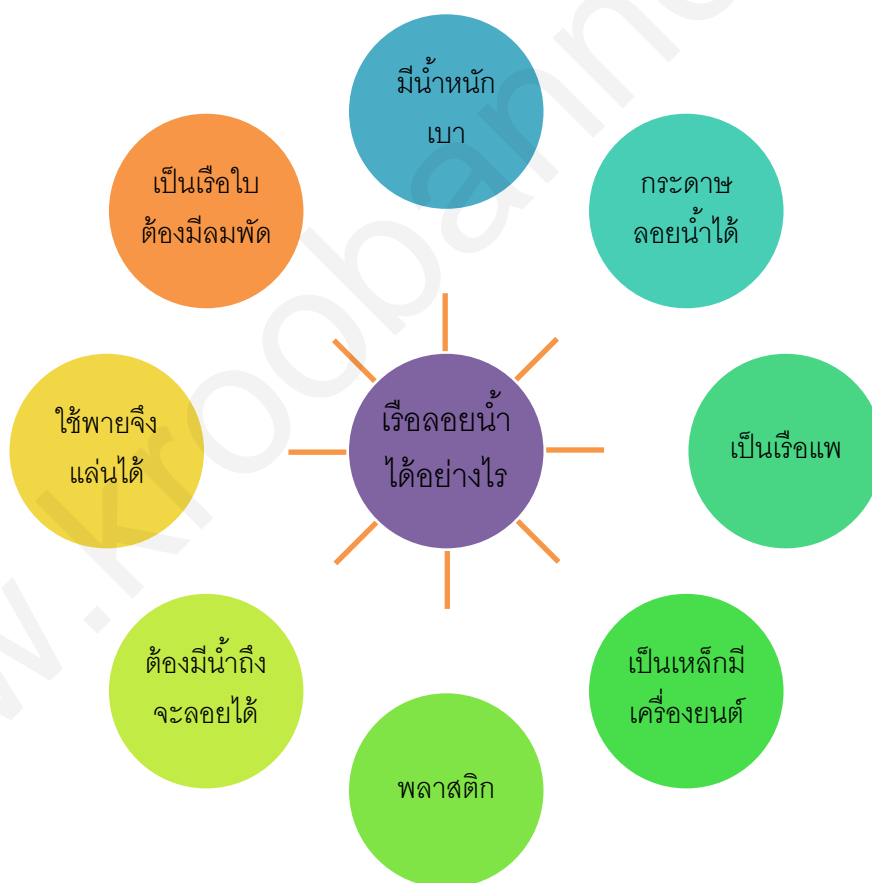 มีน้ำหนัก
เบา
กระดาษ
ลอยน้ำได้
เป็นเรือแพ
เป็นเหล็กมี
เครื่องยนต์
พลาสติก
ต้องมีน้ำถึง
จะลอยได้
ใช้พายจึง
แล่นได้
เป็นเรือใบ
ต้องมีลมพัด
เรือลอยน้ำ
ได้อย่างไร
w.kroobanno